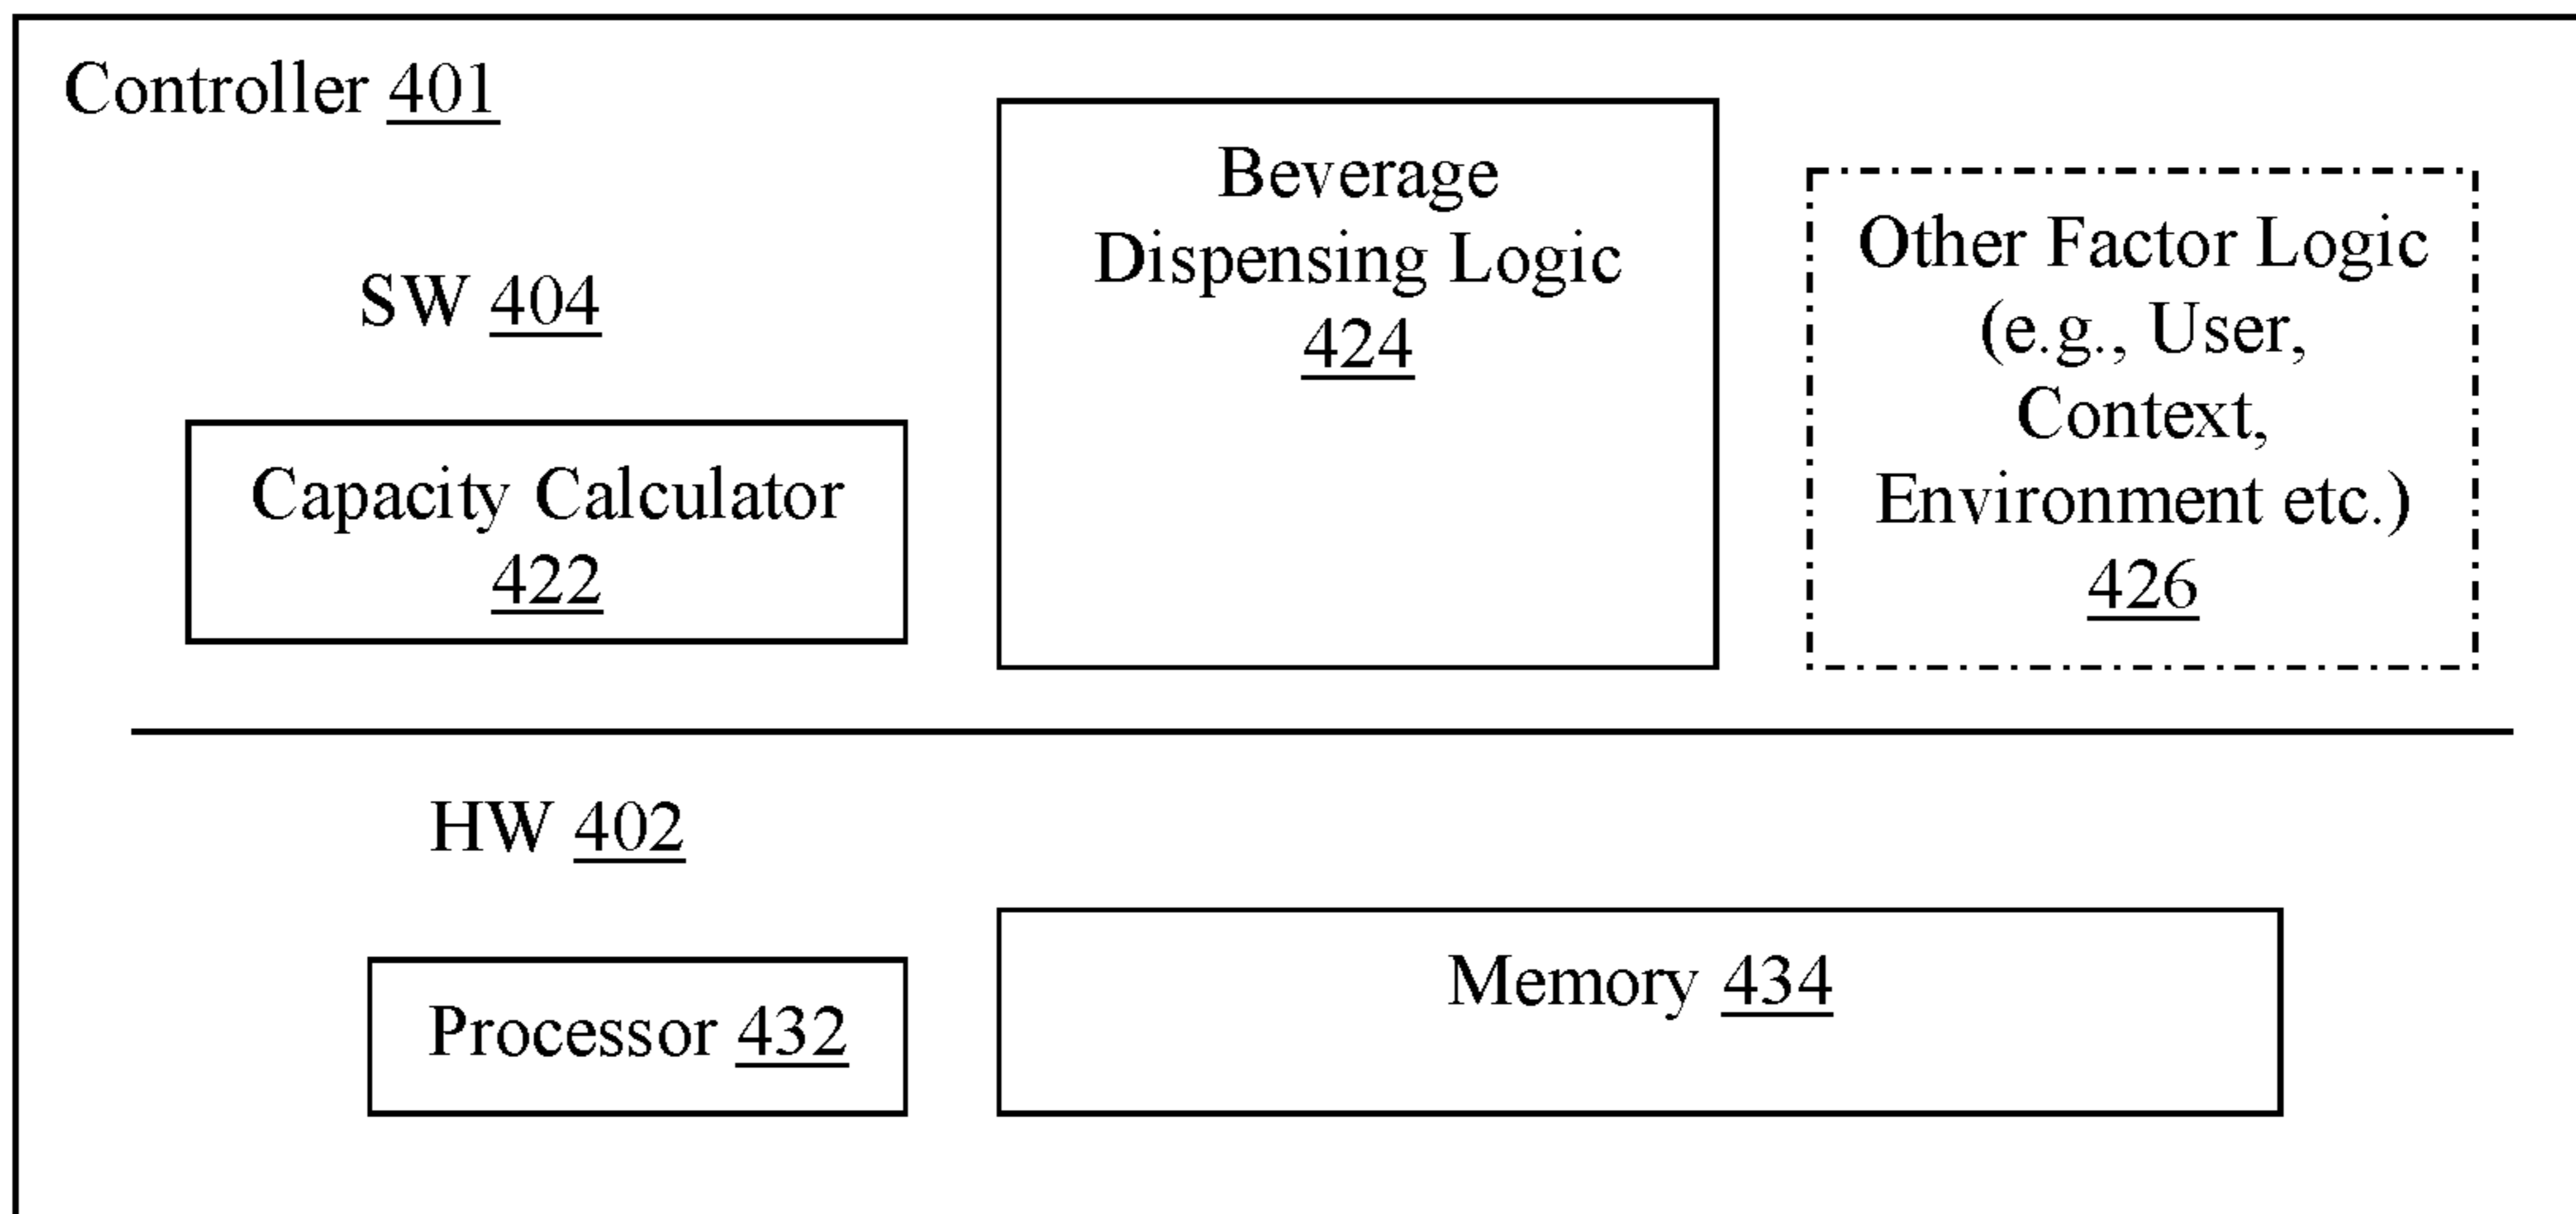 Controller 401
SW 404
Capacity Calculator
422
Beverage
Dispensing Logic
424
Other Factor Logic
(e.g., User,
Context,
Environment etc.)
426
HW 402
Processor 432
Memory 434